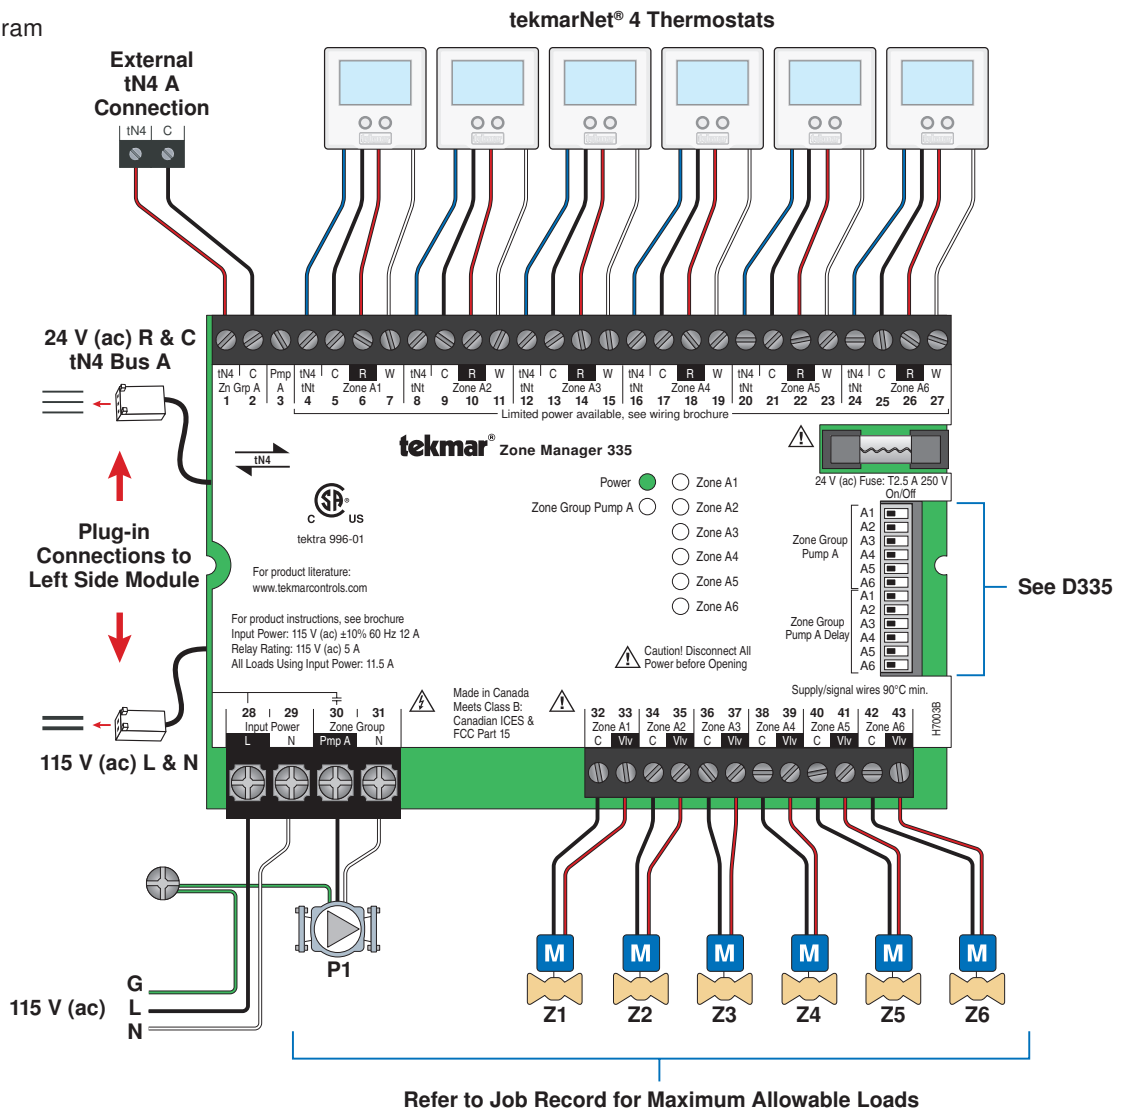 ram
tekmarNet® 4 Thermostats
External
tN4 A
Connection
tN4 C
24 V (ac) R & C
tN4 Bus A
tN4 C Pmp tN4 C R W tN4 C R W tN4 C R W tN4 C R W tN4 C R W tN4 C R W
Zn Grp A A tNt Zone A1 tNt Zone A2 tNt Zone A3 tNt Zone A4 tNt Zone A5 tNt Zone A6
1 2 3 4 5 6 7 8 9 10 11 12 13 14 15 16 17 18 19 20 21 22 23 24 25 26 27
Limited power available, see wiring brochure
tekmar® Zone Manager 335
tN4
Power
Zone Group Pump A
Zone A1
Zone A2
Zone A3
Zone A4
Zone A5
Zone A6
24 V (ac) Fuse: T2.5 A 250 V
On/Off
Zone Group
Pump A
A1
A2
A3
A4
A5
A6
Zone Group
Pump A Delay
A1
A2
A3
A4
A5
A6
See D335
Plug-in
Connections to
Left Side Module
SA®
C US
tektra 996-01
For product literature:
www.tekmarcontrols.com
For product instructions, see brochure
Input Power: 115 V (ac) ±10% 60 Hz 12 A
Relay Rating: 115 V (ac) 5 A
All Loads Using Input Power: 11.5 A
Caution! Disconnect All
Power before Opening
Made in Canada
Meets Class B:
Canadian ICES &
FCC Part 15
Supply/signal wires 90°C min.
H7003B
115 V (ac) L & N
28 29 30 31
Input Power Zone Group
L N Pmp A N
32 33 34 35 36 37 38 39 40 41 42 43
Zone A1 Zone A2 Zone A3 Zone A4 Zone A5 Zone A6
C Vlv C Vlv C Vlv C Vlv C Vlv C Vlv
P1
115 V (ac)
G
L
N
M M M M M M
Z1 Z2 Z3 Z4 Z5 Z6
Refer to Job Record for Maximum Allowable Loads